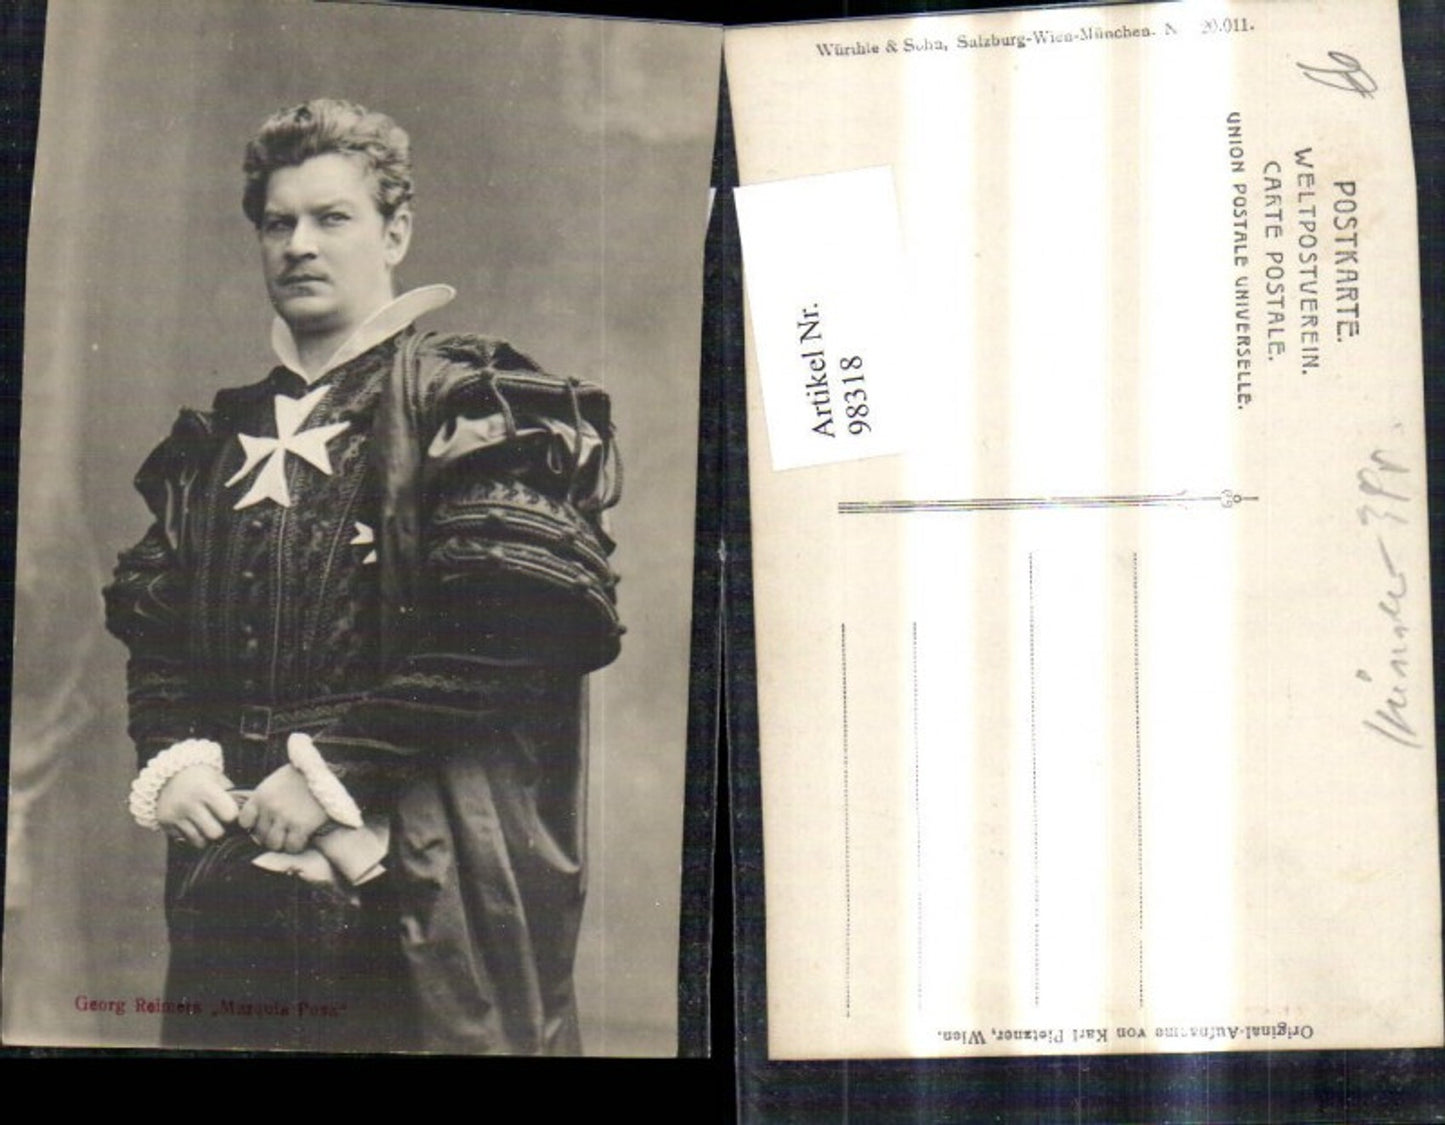 Georg Reimers „Marquis Posa“
Würthle & Sohn, Salzburg-Wien-München. N 20.011.
POSTKARTE.
WELTPOSTVEREIN.
CARTE POSTALE.
UNION POSTALE UNIVERSELLE.
Artikel Nr.
98318
Original-Aufnahme von Karl Pietzner, Wien.